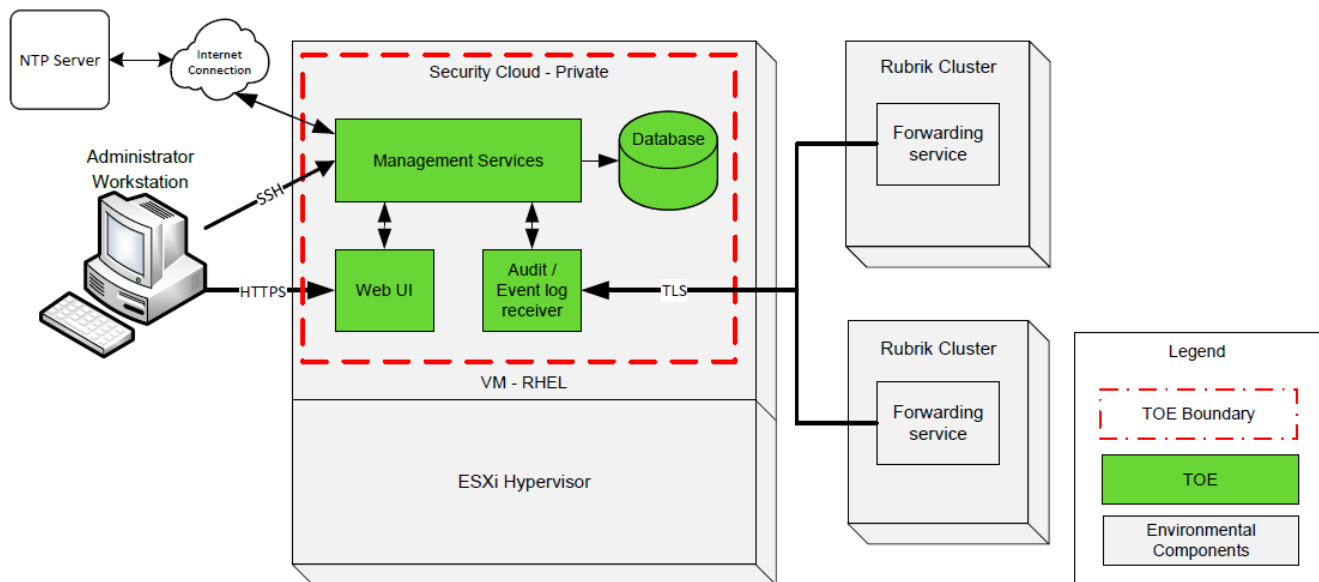 NTP Server
Internet
Connection
Administrator
Workstation
SSH
HTTPS
Security Cloud - Private
Management Services
Database
Web UI
Audit /
Event log
receiver
TLS
VM - RHEL
ESXi Hypervisor
Rubrik Cluster
Forwarding
service
Rubrik Cluster
Forwarding
service
Legend
TOE Boundary
TOE
Environmental
Components